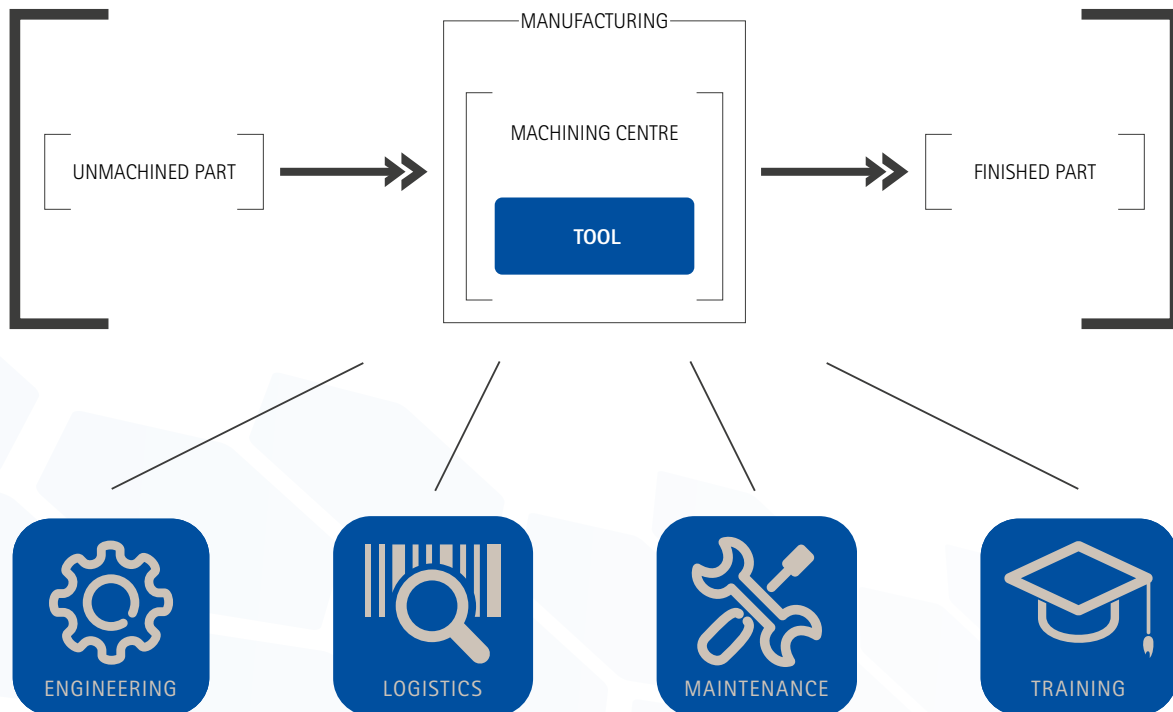 MANUFACTURING
MACHINING CENTRE
UNMACHINED PART
FINISHED PART
TOOL
ENGINEERING
LOGISTICS
MAINTENANCE
TRAINING